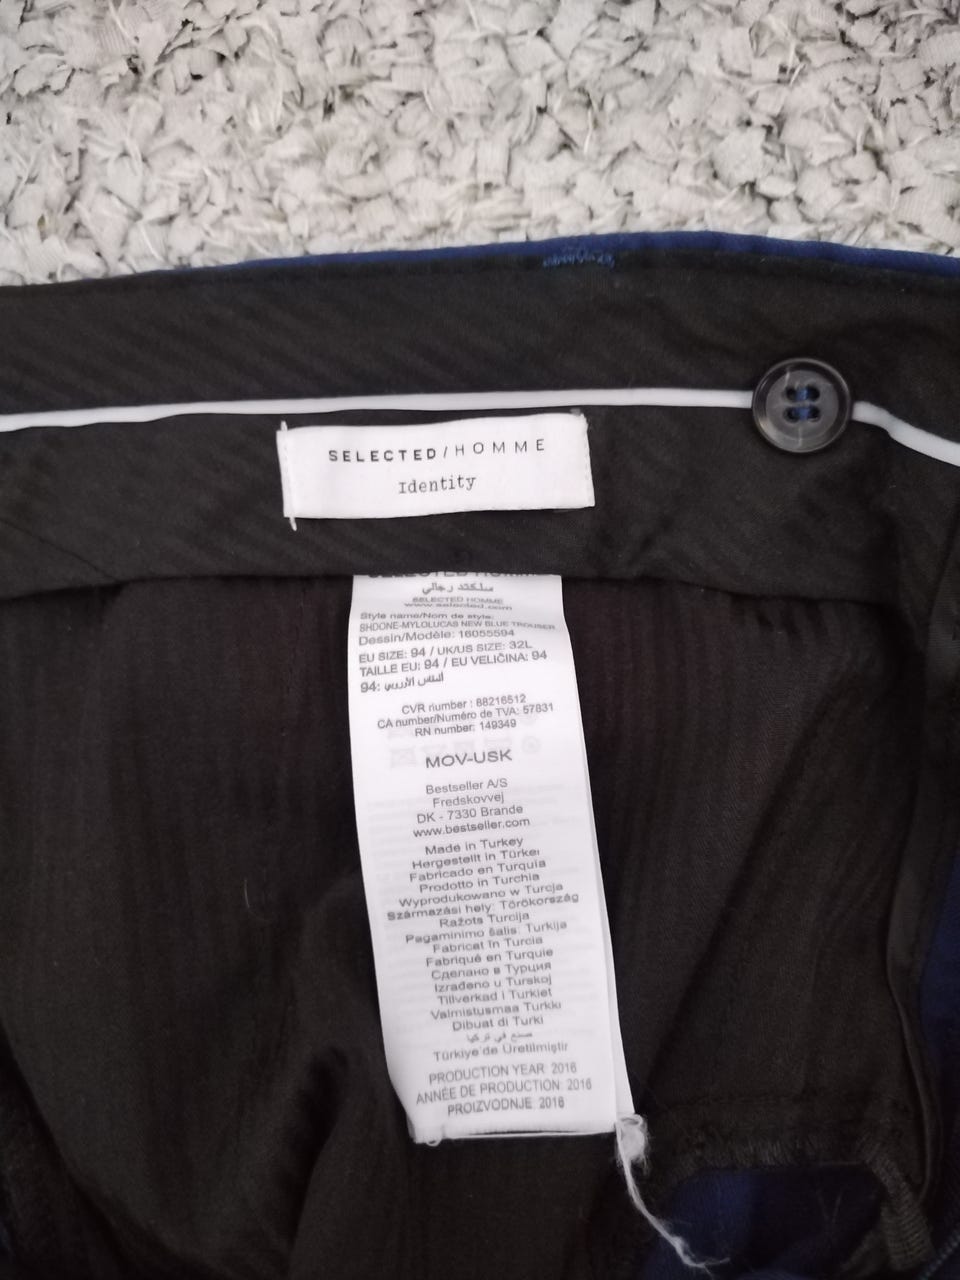 SELECTED/HOMME
Identity
SELECTED HOMME
سلكتد رجالي
SELECTED HOMME
www.selected.com
Style name/Nom de style:
SHDONE-MYLOLUCAS NEW BLUE TROUSER
Dessin/Modèle: 16055594
EU SIZE: 94 / UK/US SIZE: 32L
TAILLE EU: 94 / EU VELIČINA: 94
94: المقاس الأوروبي
CVR number : 88216512
CA number/Numéro de TVA: 57831
RN number: 149349
MOV-USK
Bestseller A/S
Fredskovvej
DK - 7330 Brande
www.bestseller.com
Made in Turkey
Hergestellt in Türkei
Fabricado en Turquía
Prodotto in Turchia
Wyprodukowano w Turcja
Származási hely: Törökország
Ražots Turcija
Pagaminimo šalis: Turkija
Fabricat în Turcia
Fabriqué en Turquie
Сделано в Турция
Izrađeno u Turskoj
Tillverkad i Turkiet
Valmistusmaa Turkki
Dibuat di Turki
صنع في تركيا
Türkiye'de Üretilmiştir
PRODUCTION YEAR: 2016
ANNÉE DE PRODUCTION: 2016
PROIZVODNJE: 2016